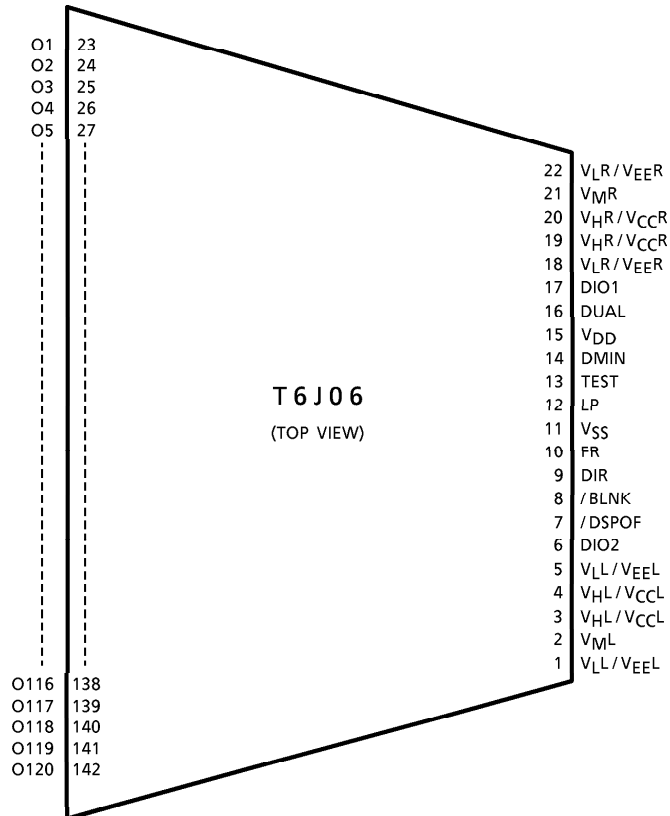 O1 23
O2 24
O3 25
O4 26
O5 27
22 VLR/VEER
21 VMR
20 VHR/VCCR
19 VHR/VCCR
18 VLR/VEER
17 DIO1
16 DUAL
15 VDD
14 DMIN
13 TEST
12 LP
11 VSS
10 FR
9 DIR
8 /BLNK
7 /DSPOF
6 DIO2
5 VLL/VEEL
4 VHL/VCCL
3 VHL/VCCL
2 VML
1 VLL/VEEL
T6J06
(TOP VIEW)
O116 138
O117 139
O118 140
O119 141
O120 142